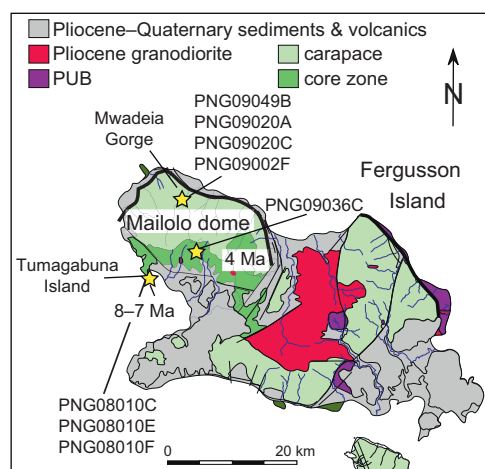 Pliocene–Quaternary sediments & volcanics
Pliocene granodiorite
carapace
PUB
core zone
N
PNG09049B
PNG09020A
PNG09020C
PNG09002F
Mwadeia
Gorge
Fergusson
Island
PNG09036C
Mailolo dome
4 Ma
Tumagabuna
Island
8–7 Ma
PNG08010C
PNG08010E
PNG08010F
0
20 km